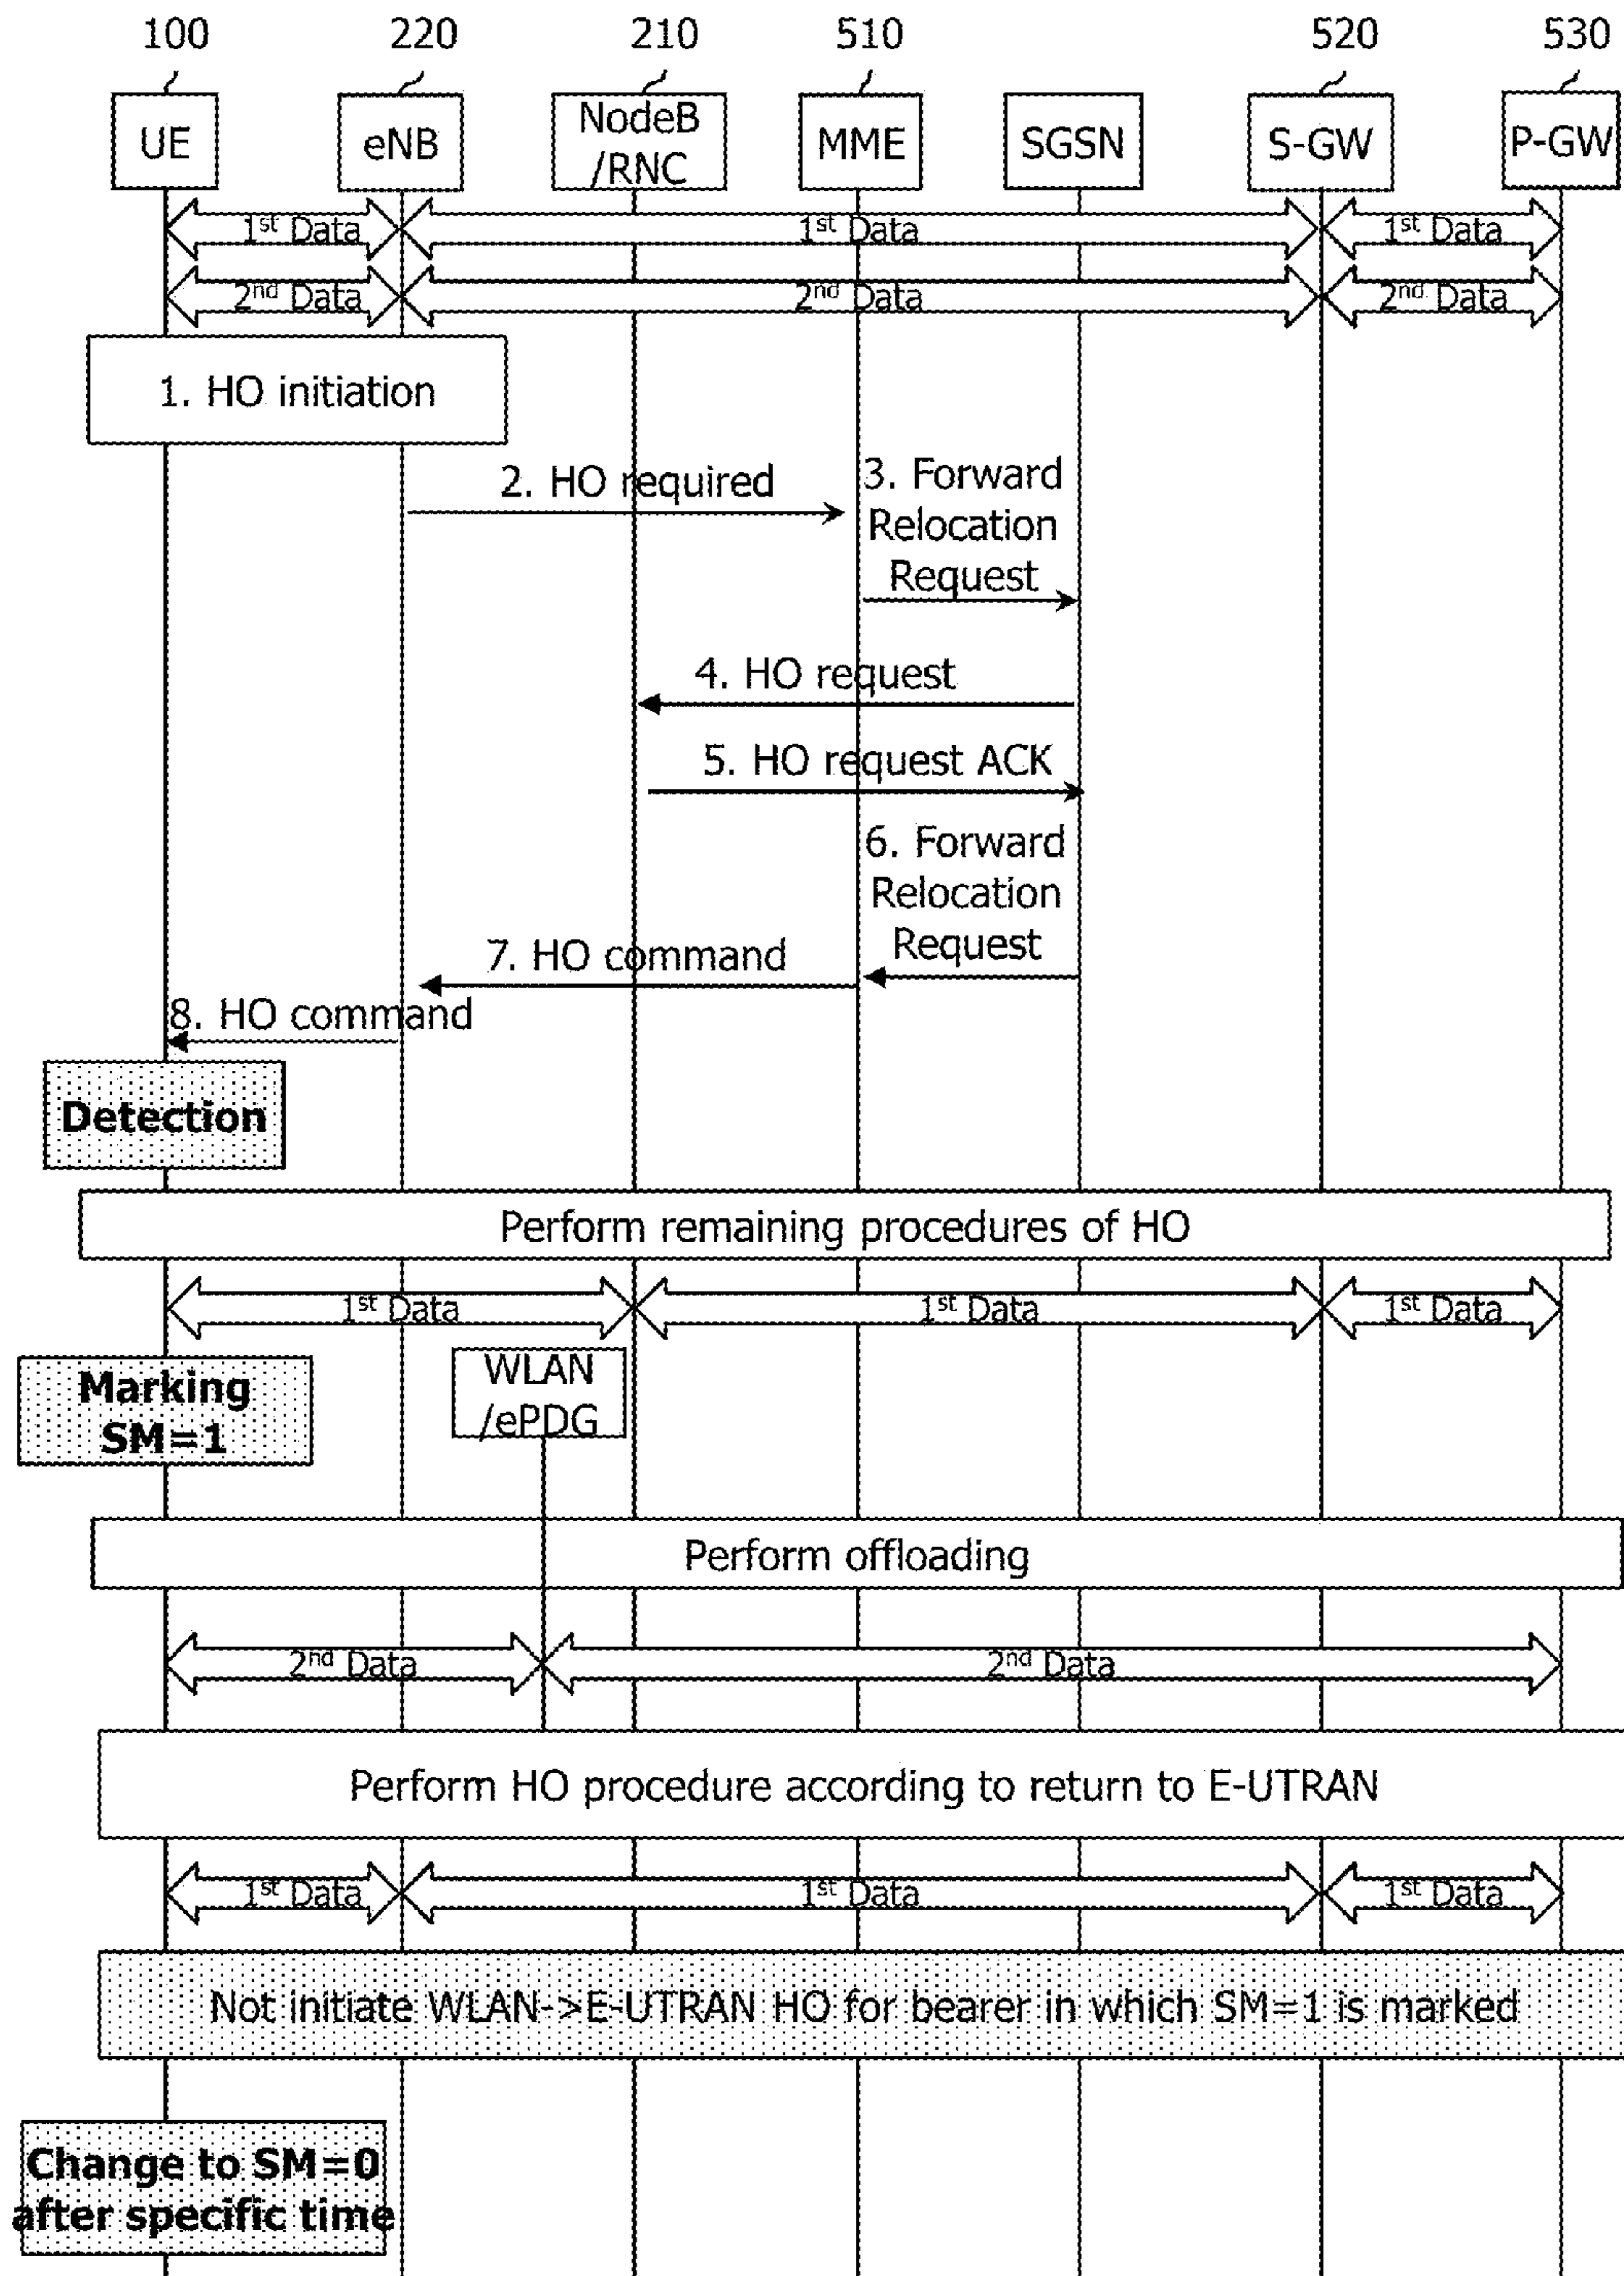 100 220 210 510 520 530
UE eNB NodeB MME SGSN S-GW P-GW
/RNC
1st Data 1st Data 1st Data
2nd Data 2nd Data 2nd Data
1. HO initiation
2. HO required
3. Forward
Relocation
Request
4. HO request
5. HO request ACK
6. Forward
Relocation
Request
7. HO command
8. HO command
Detection
Perform remaining procedures of HO
1st Data 1st Data 1st Data
Marking
SM=1
WLAN
/ePDG
Perform offloading
2nd Data 2nd Data
Perform HO procedure according to return to E-UTRAN
1st Data 1st Data 1st Data
Not initiate WLAN->E-UTRAN HO for bearer in which SM=1 is marked
Change to SM=0
after specific time